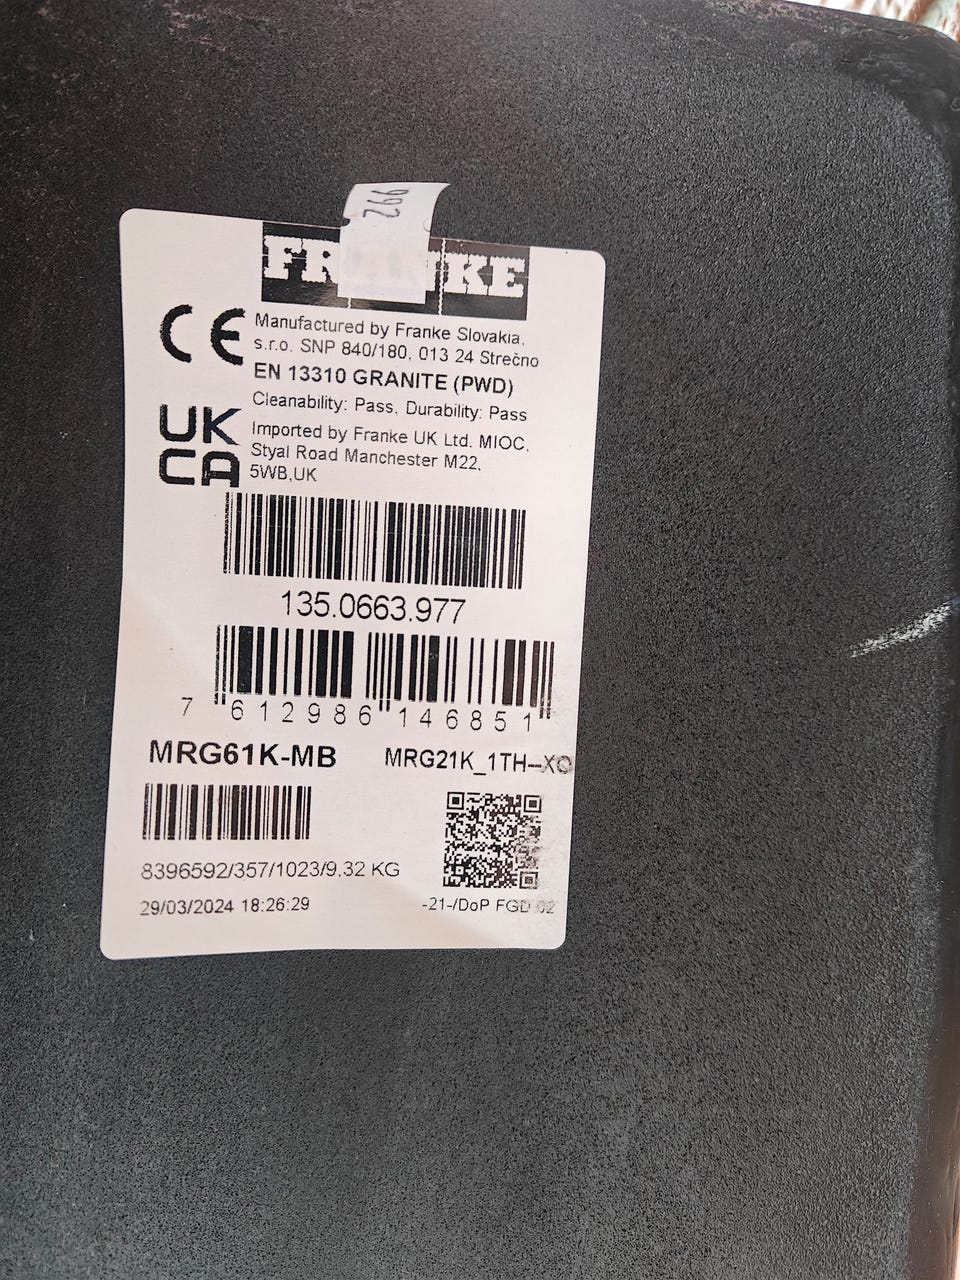 992
FRANKE
CE
Manufactured by Franke Slovakia,
s.r.o. SNP 840/180, 013 24 Strečno
EN 13310 GRANITE (PWD)
Cleanability: Pass, Durability: Pass
UK
CA
Imported by Franke UK Ltd. MIOC,
Styal Road Manchester M22,
5WB,UK
135.0663.977
7 612986 146851
MRG61K-MB MRG21K_1TH--XC
8396592/357/1023/9.32 KG
29/03/2024 18:26:29 -21-/DoP FGD 02